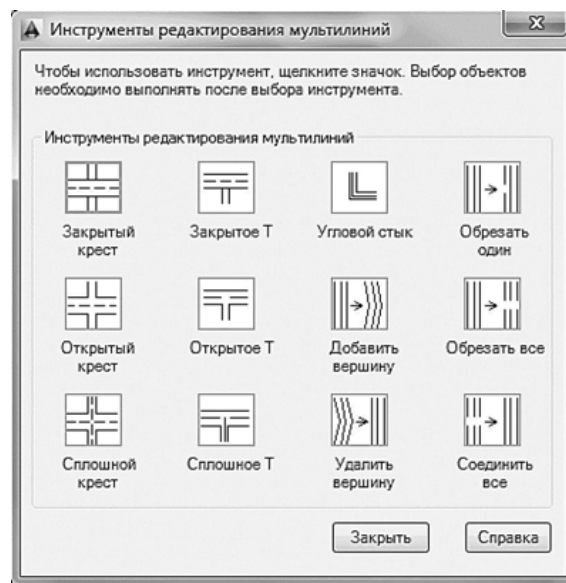 Инструменты редактирования мультилиний
Чтобы использовать инструмент, щелкните значок. Выбор объектов
необходимо выполнять после выбора инструмента.
Инструменты редактирования мультилиний
Закрытый
крест
Закрытое Т
Угловой стык
Обрезать
один
Открытый
крест
Открытое Т
Добавить
вершину
Обрезать все
Сплошной
крест
Сплошное Т
Удалить
вершину
Соединить
все
Закрыть
Справка